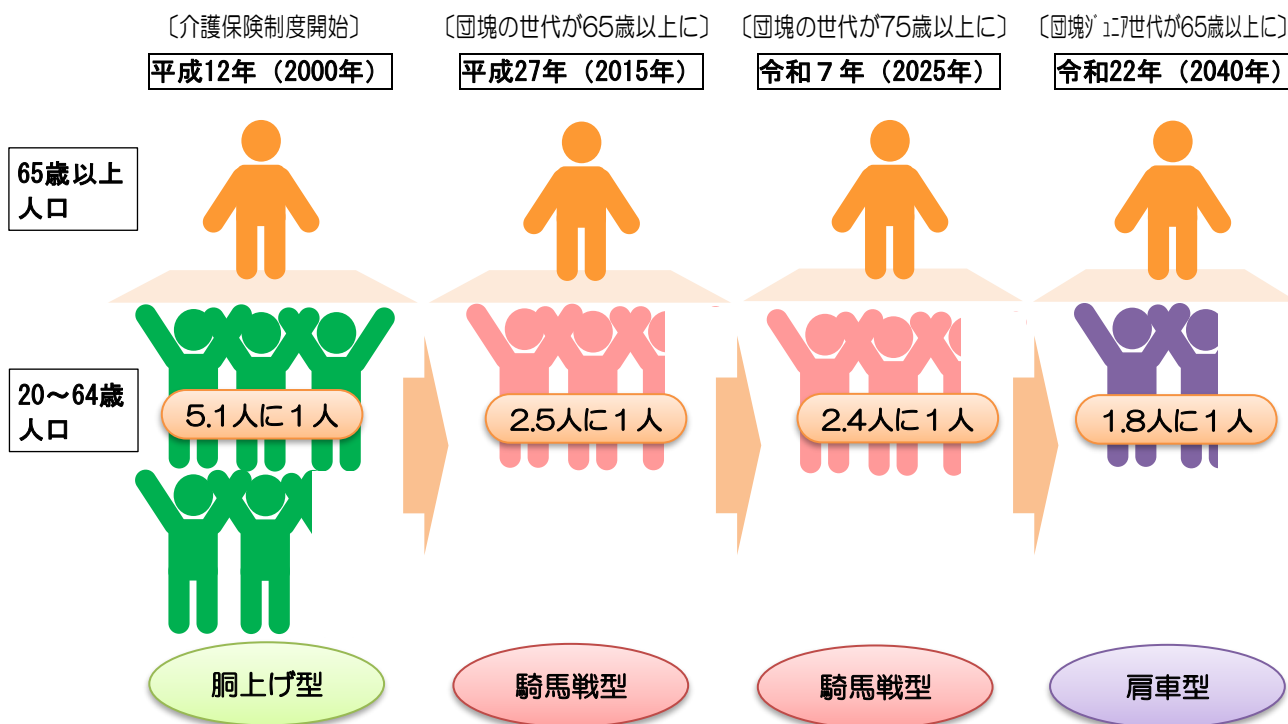 〔介護保険制度開始〕
〔団塊の世代が65歳以上に〕
〔団塊の世代が75歳以上に〕
〔団塊ｼﾞｭﾆｱ世代が65歳以上に〕
平成12年（2000年）
平成27年（2015年）
令和７年（2025年）
令和22年（2040年）
65歳以上
人口
20～64歳
人口
5.1人に１人
2.5人に１人
2.4人に１人
1.8人に１人
胴上げ型
騎馬戦型
騎馬戦型
肩車型